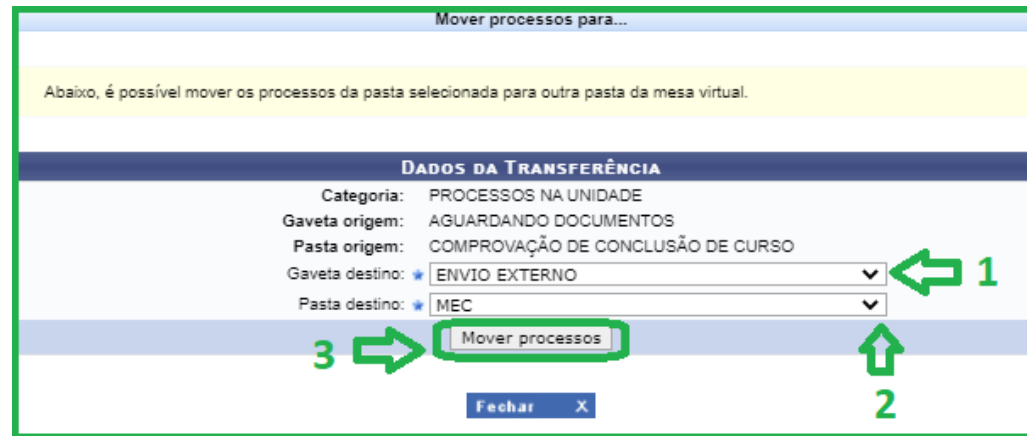 Mover processos para...
Abaixo, é possível mover os processos da pasta selecionada para outra pasta da mesa virtual.
DADOS DA TRANSFERÊNCIA
Categoria: PROCESSOS NA UNIDADE
Gaveta origem: AGUARDANDO DOCUMENTOS
Pasta origem: COMPROVAÇÃO DE CONCLUSÃO DE CURSO
Gaveta destino: ENVIO EXTERNO 1
Pasta destino: MEC
3 Mover processos
2
Fechar X